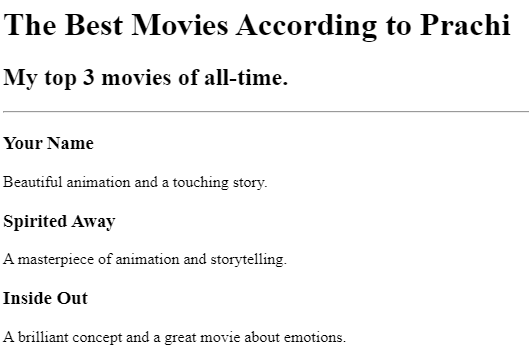 The Best Movies According to Prachi
My top 3 movies of all-time.
Your Name
Beautiful animation and a touching story.
Spirited Away
A masterpiece of animation and storytelling.
Inside Out
A brilliant concept and a great movie about emotions.